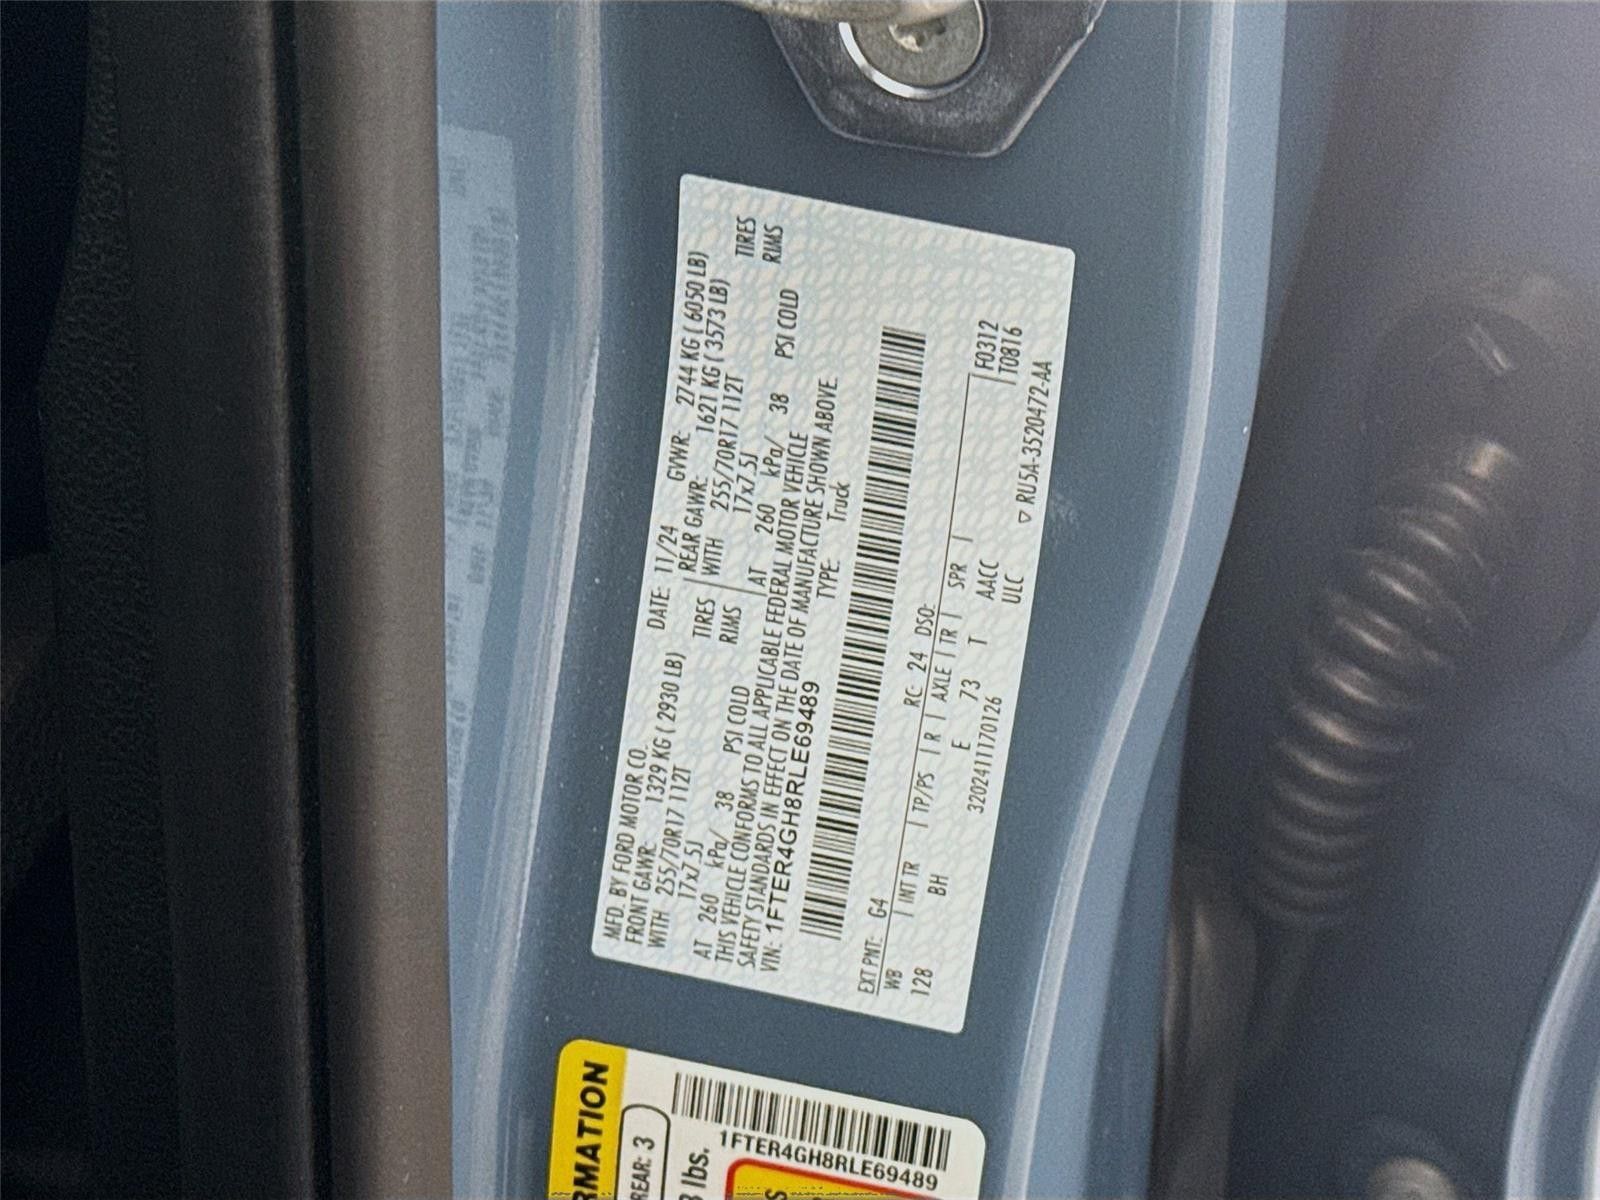 MFD. BY FORD MOTOR CO. DATE: 11/24 GVWR: 2744 KG ( 6050 LB)
FRONT GAWR: 1329 KG ( 2930 LB) REAR GAWR: 1621 KG ( 3573 LB)
WITH 255/70R17 112T TIRES WITH 255/70R17 112T TIRES
17x7.5J RIMS 17x7.5J RIMS
AT 260 kPa/ 38 PSI COLD AT 260 kPa/ 38 PSI COLD
THIS VEHICLE CONFORMS TO ALL APPLICABLE FEDERAL MOTOR VEHICLE
SAFETY STANDARDS IN EFFECT ON THE DATE OF MANUFACTURE SHOWN ABOVE.
VIN: 1FTER4GH8RLE69489 TYPE: Truck
EXT PNT: G4 RC: 24 DSO: F0312
WB INT TR TP/PS R AXLE TR SPR T0816
128 BH E 73 T AACC
320241117 0126 ULC
▽ RU5A-3520472-AA
RMATION
REAR: 3
lbs.
1FTER4GH8RLE69489